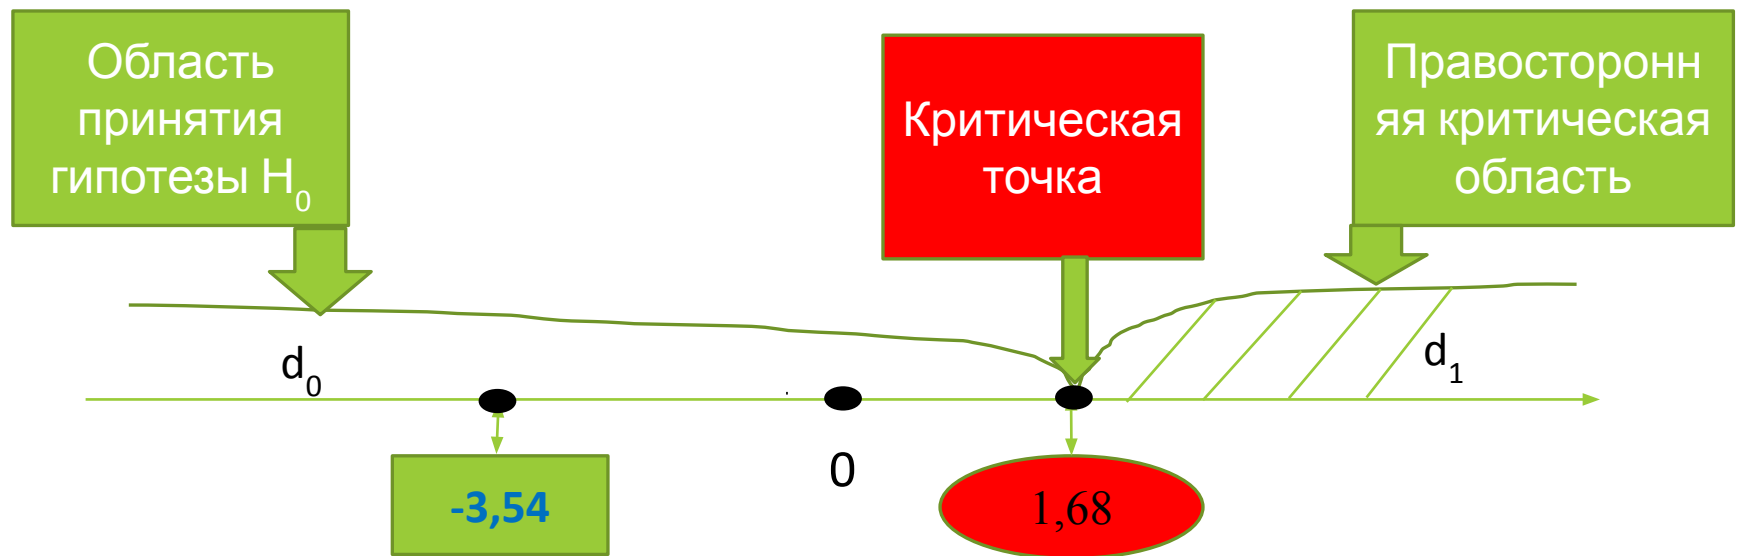 Область
принятия
гипотезы H₀
Критическая
точка
Правосторонн
яя критическая
область
d₀
d₁
0
-3,54
1,68